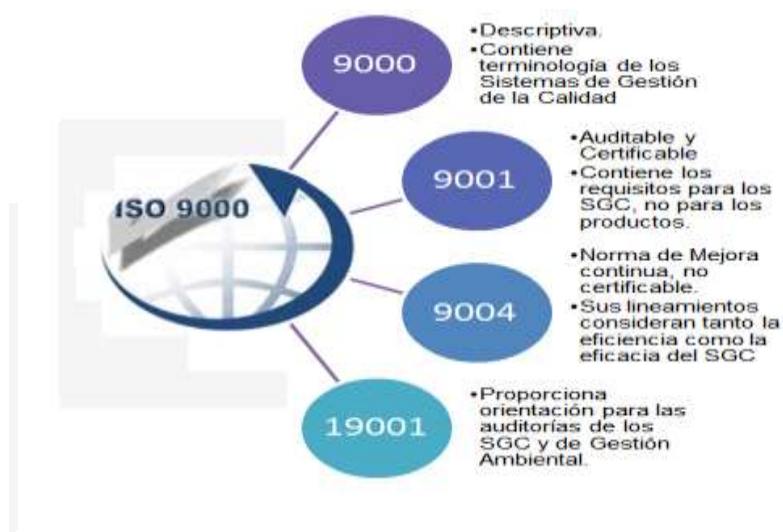 ISO 9000
9000
•Descriptiva.
•Contiene
terminología de los
Sistemas de Gestión
de la Calidad
9001
•Auditable y
Certificable
•Contiene los
requisitos para los
SGC, no para los
productos.
9004
•Norma de Mejora
continua, no
certificable.
•Sus lineamientos
consideran tanto la
eficiencia como la
eficacia del SGC
19001
•Proporciona
orientación para las
auditorías de los
SGC y de Gestión
Ambiental.